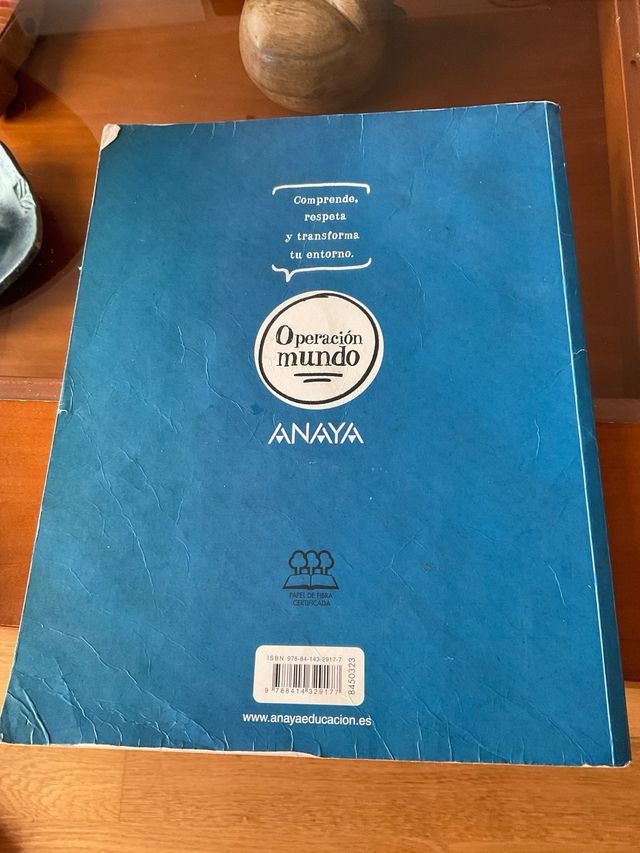 Comprende,
respeta
y transforma
tu entorno.
Operación
mundo
ANAYA
PAPEL DE FIBRA
CERTIFICADA
ISBN 978-84-143-2917-7
9 788414 329177
8450323
www.anayaeducacion.es